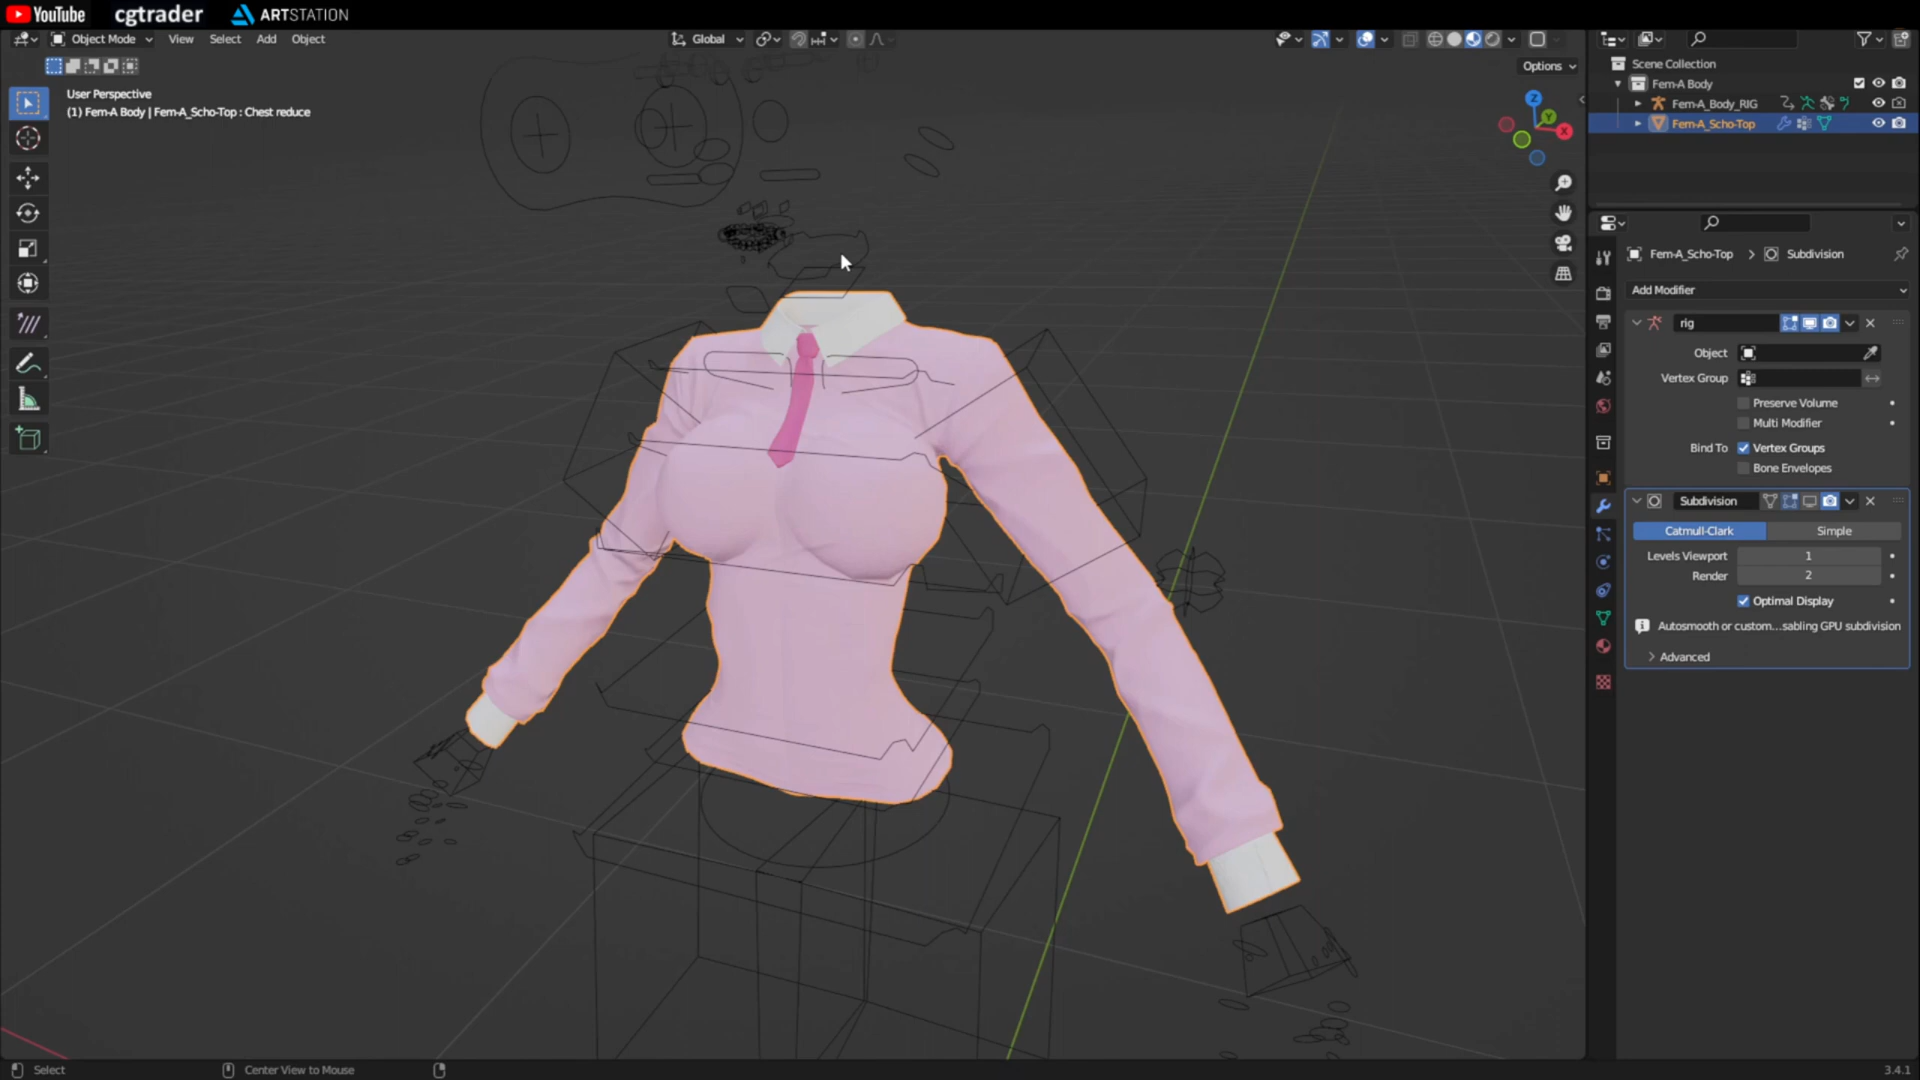 YouTube cgtrader ARTSTATION
Object Mode View Select Add Object Global
Options
User Perspective
(1) Fem-A Body | Fem-A_Scho-Top : Chest reduce
Z
Y
X
Scene Collection
Fem-A Body
Fem-A_Body_RIG
Fem-A_Scho-Top
Fem-A_Scho-Top > Subdivision
Add Modifier
rig
Object
Vertex Group
Preserve Volume
Multi Modifier
Bind To Vertex Groups
Bone Envelopes
Subdivision
Catmull-Clark Simple
Levels Viewport 1
Render 2
Optimal Display
Autosmooth or custom...sabling GPU subdivision
Advanced
Select Center View to Mouse 3.4.1